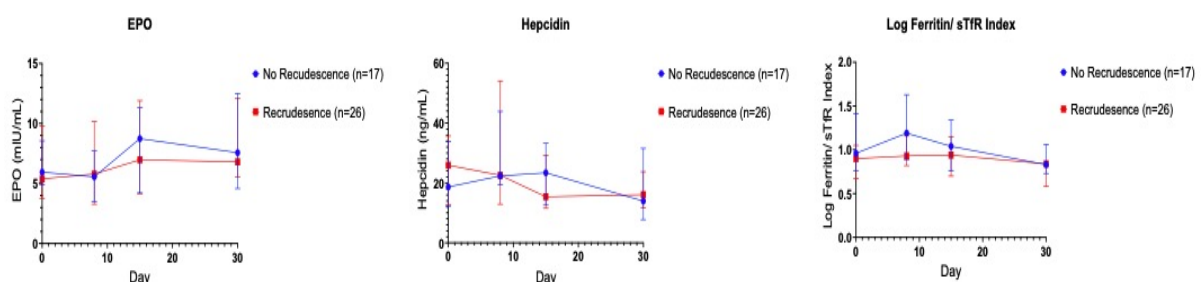 EPO
EPO (mIU/mL)
15
10
5
0
0
10
20
30
Day
No Recudescence (n=17)
Recrudesence (n=26)
Hepcidin
Hepcidin (ng/mL)
60
40
20
0
0
10
20
30
Day
No Recrudescence (n=17)
Recrudesence (n=26)
Log Ferritin/ sTfR Index
Log Ferritin/ sTfR Index
2.0
1.5
1.0
0.5
0.0
0
10
20
30
Day
No Recrudescence (n=17)
Recrudesence (n=26)